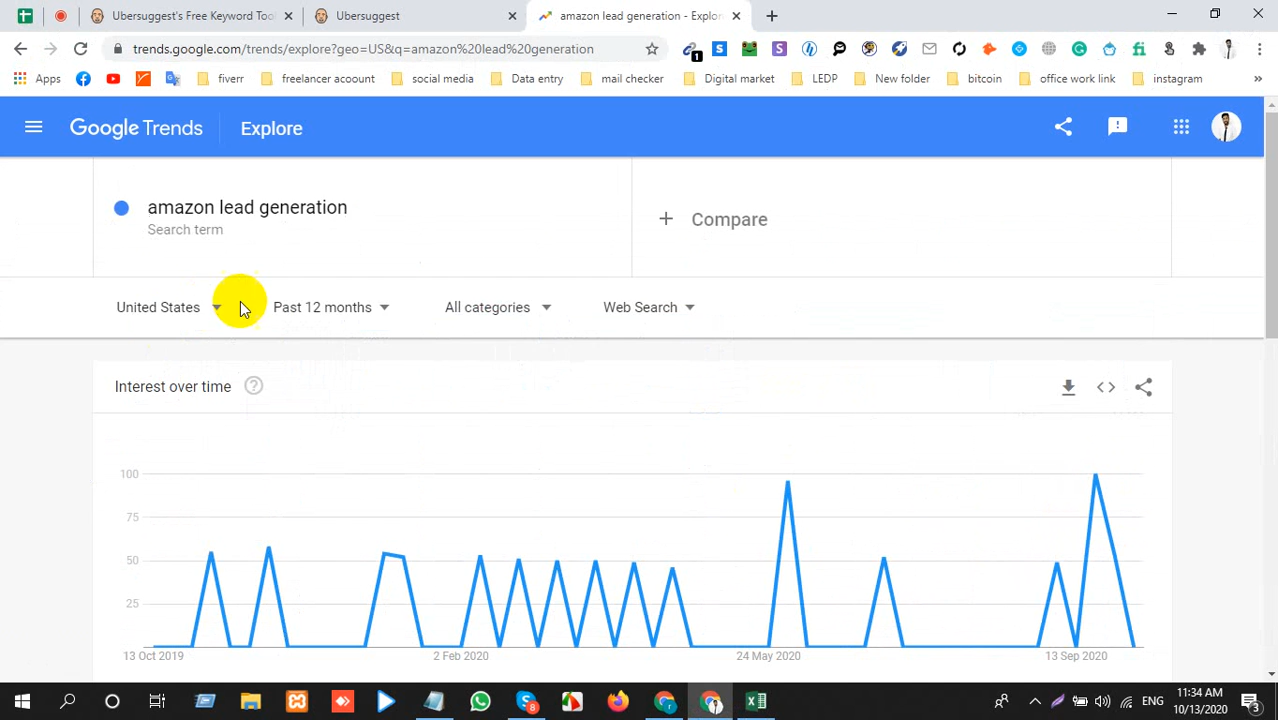 Ubersuggest's Free Keyword Tool
Ubersuggest
amazon lead generation - Explor
trends.google.com/trends/explore?geo=US&q=amazon%20lead%20generation
1
Apps
fiverr
freelancer acoount
social media
Data entry
mail checker
Digital market
LEDP
New folder
bitcoin
office work link
instagram
Google Trends
Explore
amazon lead generation
Search term
+ Compare
United States
Past 12 months
All categories
Web Search
Interest over time
100
75
50
25
13 Oct 2019
2 Feb 2020
24 May 2020
13 Sep 2020
8
ENG
11:34 AM
10/13/2020
3